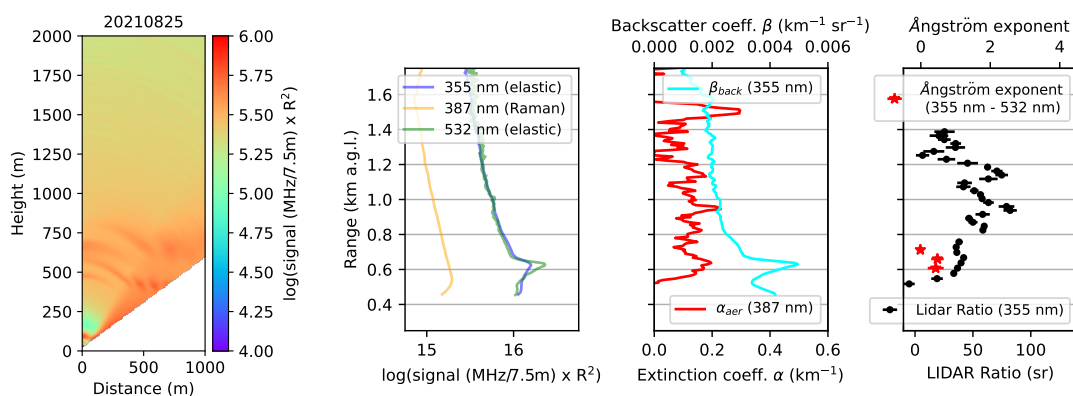 20210825
2000
1750
1500
1250
1000
750
500
250
0
Height (m)
0
500
1000
Distance (m)
6.00
5.75
5.50
5.25
5.00
4.75
4.50
4.25
4.00
log(signal (MHz/7.5m) x R²)
355 nm (elastic)
387 nm (Raman)
532 nm (elastic)
1.6
1.4
1.2
1.0
0.8
0.6
0.4
Range (km a.g.l.)
15
16
log(signal (MHz/7.5m) x R²)
Backscatter coeff. β (km⁻¹ sr⁻¹)
0.000
0.002
0.004
0.006
β_back (355 nm)
α_aer (387 nm)
0.0
0.2
0.4
0.6
Extinction coeff. α (km⁻¹)
Ångström exponent
0
2
4
Ångström exponent
(355 nm - 532 nm)
Lidar Ratio (355 nm)
0
50
100
LIDAR Ratio (sr)